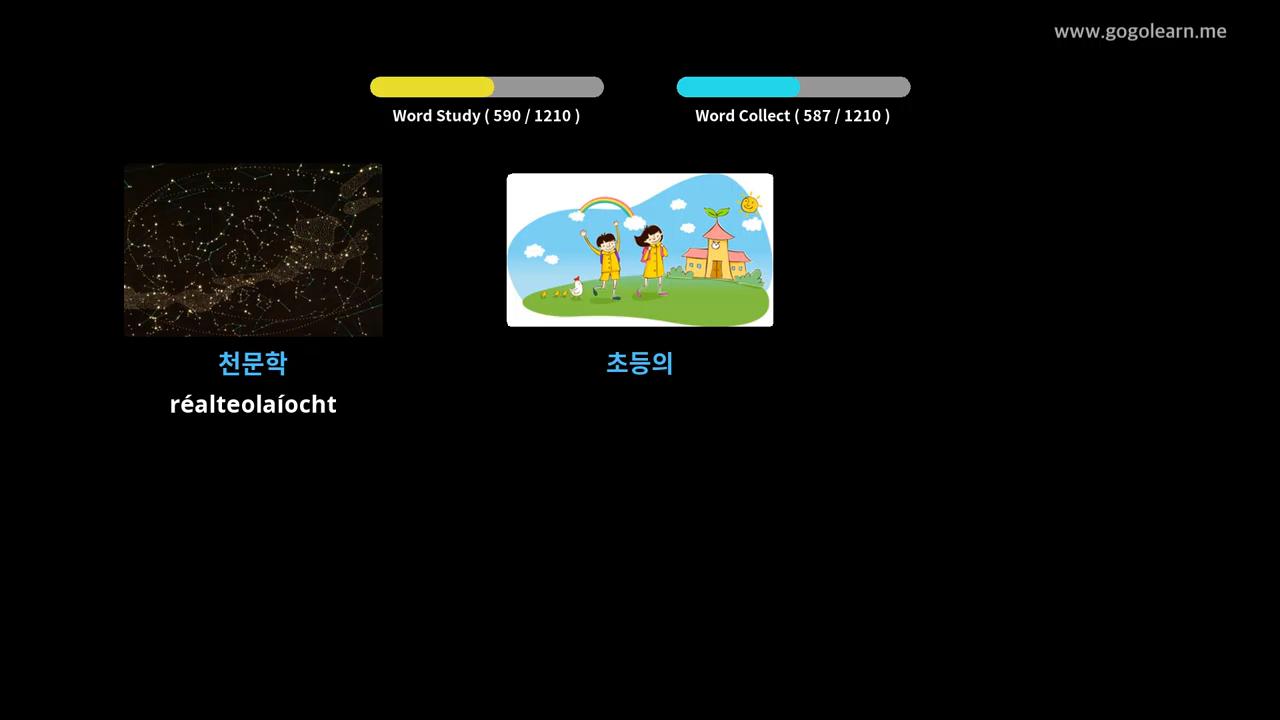 www.gogolearn.me
Word Study ( 590 / 1210 )
Word Collect ( 587 / 1210 )
천문학
réalteolaíocht
초등의